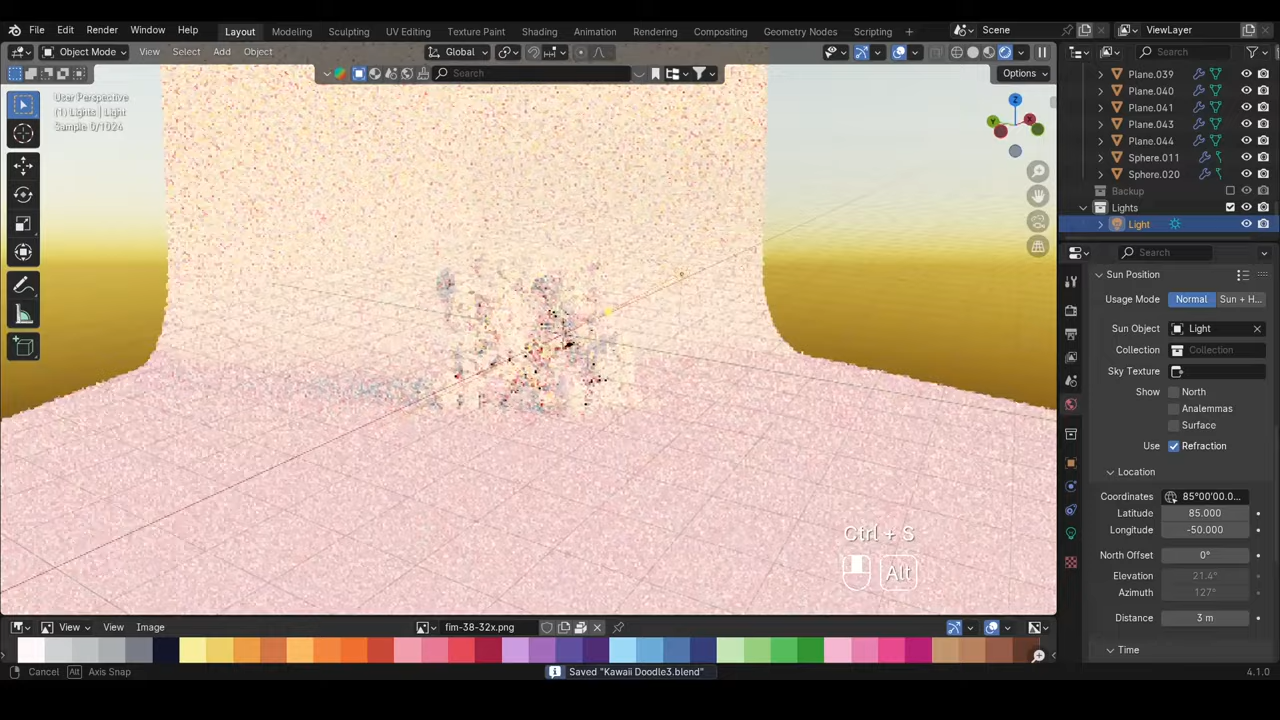 File Edit Render Window Help Layout Modeling Sculpting UV Editing Texture Paint Shading Animation Rendering Compositing Geometry Nodes Scripting + Scene ViewLayer
Object Mode View Select Add Object Global Search
Search Options
User Perspective
(1) Lights | Light
Sample 0/1024
Z
Y
X
Plane.039
Plane.040
Plane.041
Plane.043
Plane.044
Sphere.011
Sphere.020
Backup
Lights
Light
Search
Sun Position
Usage Mode Normal Sun + H...
Sun Object Light
Collection Collection
Sky Texture
Show North
Analemmas
Surface
Use Refraction
Location
Coordinates 85°00'00.0...
Latitude 85.000
Longitude -50.000
North Offset 0°
Elevation 21.4°
Azimuth 127°
Distance 3 m
Time
Ctrl + S
Alt
View View Image fim-38-32x.png
Cancel Alt Axis Snap Saved "Kawaii Doodle3.blend" 4.1.0